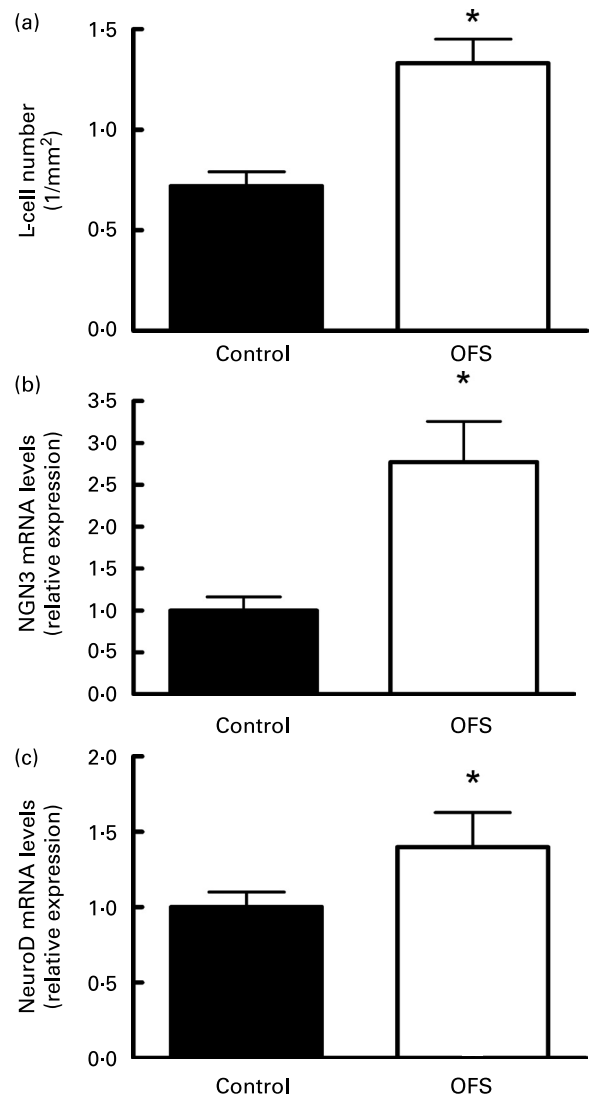 (a)
L-cell number
(1/mm²)
1·5
1·0
0·5
0·0
*
Control
OFS
(b)
NGN3 mRNA levels
(relative expression)
3·5
3·0
2·5
2·0
1·5
1·0
0·5
0·0
*
Control
OFS
(c)
NeuroD mRNA levels
(relative expression)
2·0
1·5
1·0
0·5
0·0
*
Control
OFS